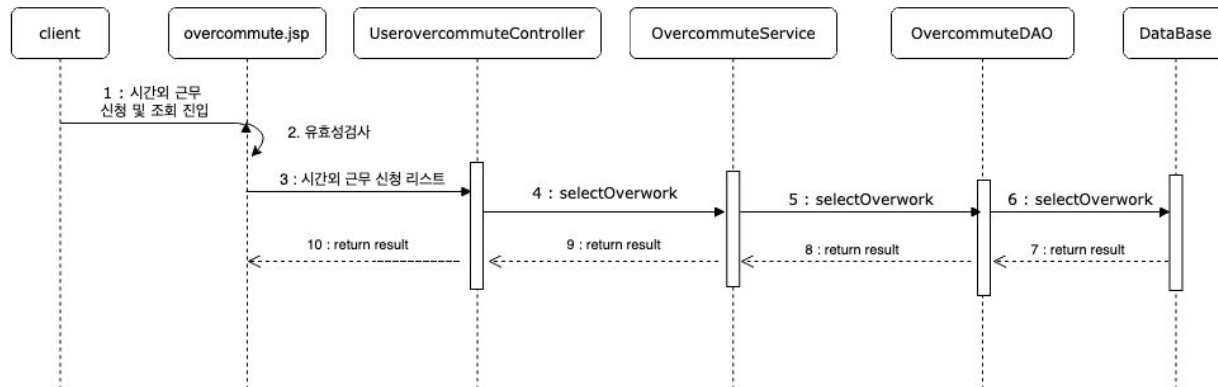 client
overcommute.jsp
UserovercommuteController
OvercommuteService
OvercommuteDAO
DataBase
1 : 시간외 근무
신청 및 조회 진입
2. 유효성검사
3 : 시간외 근무 신청 리스트
4 : selectOverwork
5 : selectOverwork
6 : selectOverwork
10 : return result
9 : return result
8 : return result
7 : return result